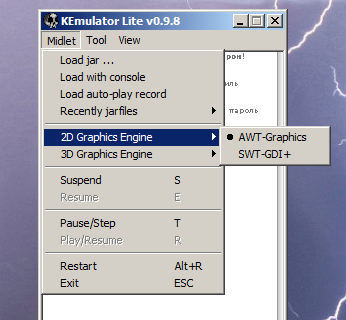 KEmulator Lite v0.9.8
Midlet Tool View
Load jar ...
Load with console
Load auto-play record
Recently jarfiles
2D Graphics Engine
3D Graphics Engine
AWT-Graphics
SWT-GDI+
Suspend S
Resume E
Pause/Step T
Play/Resume R
Restart Alt+R
Exit ESC
рон!
иль
пароль